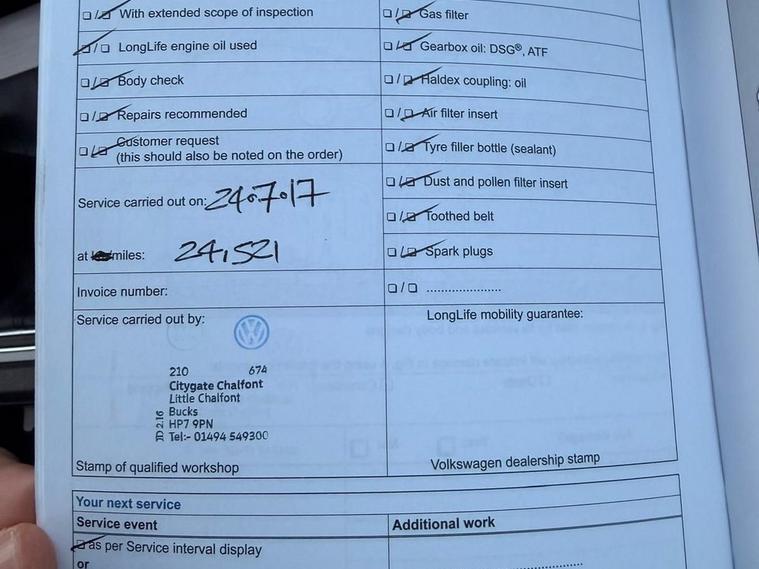 With extended scope of inspection
LongLife engine oil used
Body check
Repairs recommended
Customer request
(this should also be noted on the order)
Service carried out on: 24.7.17
at miles: 24,521
Invoice number:
Gas filter
Gearbox oil: DSG®, ATF
Haldex coupling: oil
Air filter insert
Tyre filler bottle (sealant)
Dust and pollen filter insert
Toothed belt
Spark plugs
......................
Service carried out by:
210 674
Citygate Chalfont
Little Chalfont
Bucks
HP7 9PN
Tel:- 01494 549300
Stamp of qualified workshop
LongLife mobility guarantee:
Volkswagen dealership stamp
Your next service
Service event
Additional work
as per Service interval display
or